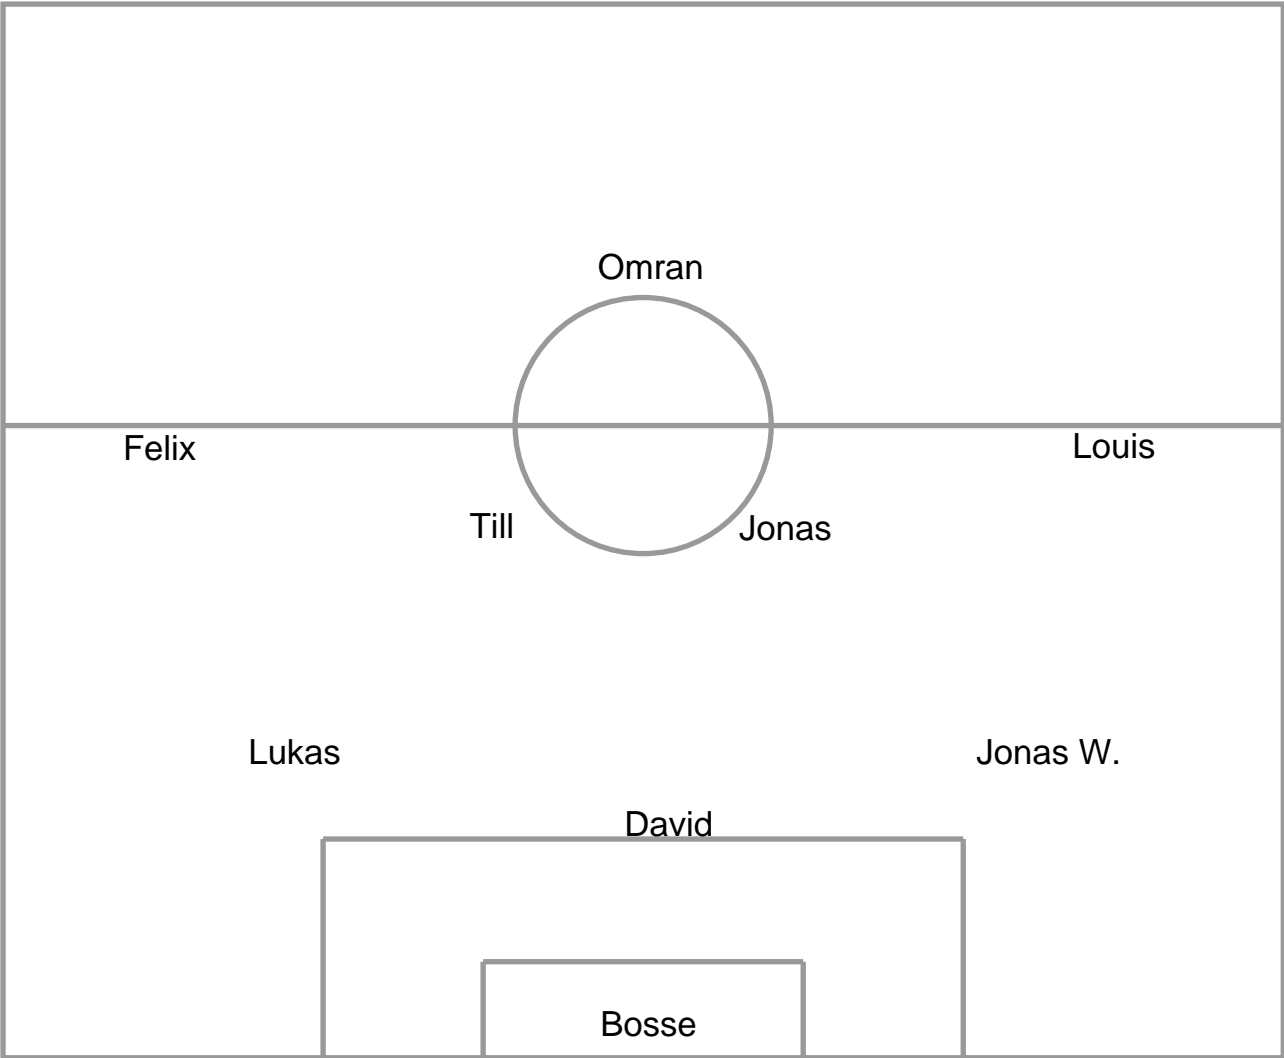 Omran
Felix
Louis
Till
Jonas
Lukas
Jonas W.
David
Bosse